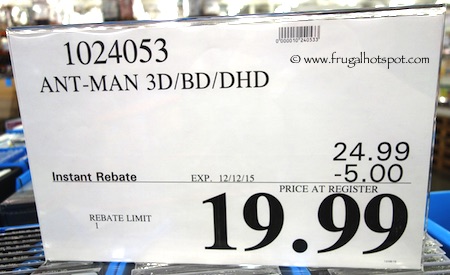 0000010240533
© www.frugalhotspot.com
1024053
ANT-MAN 3D/BD/DHD
24.99
Instant Rebate EXP. 12/12/15 -5.00
PRICE AT REGISTER
REBATE LIMIT
1
19.99